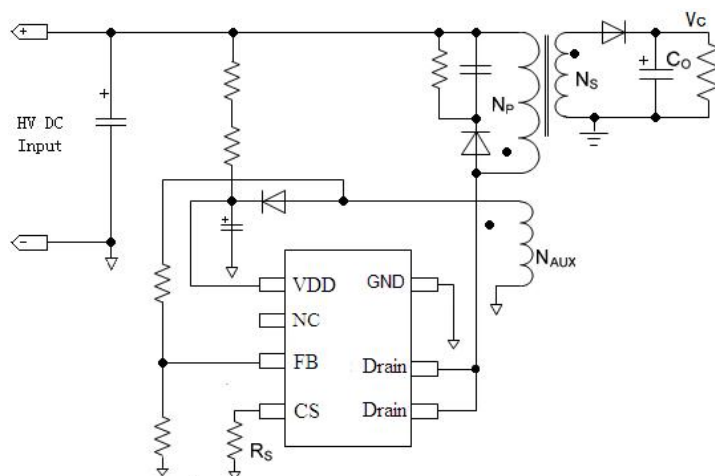 +
Vc
+
+ Co
NP
NS
HV DC
Input
+
−
NAUX
VDD
GND
NC
FB
Drain
CS
Drain
RS